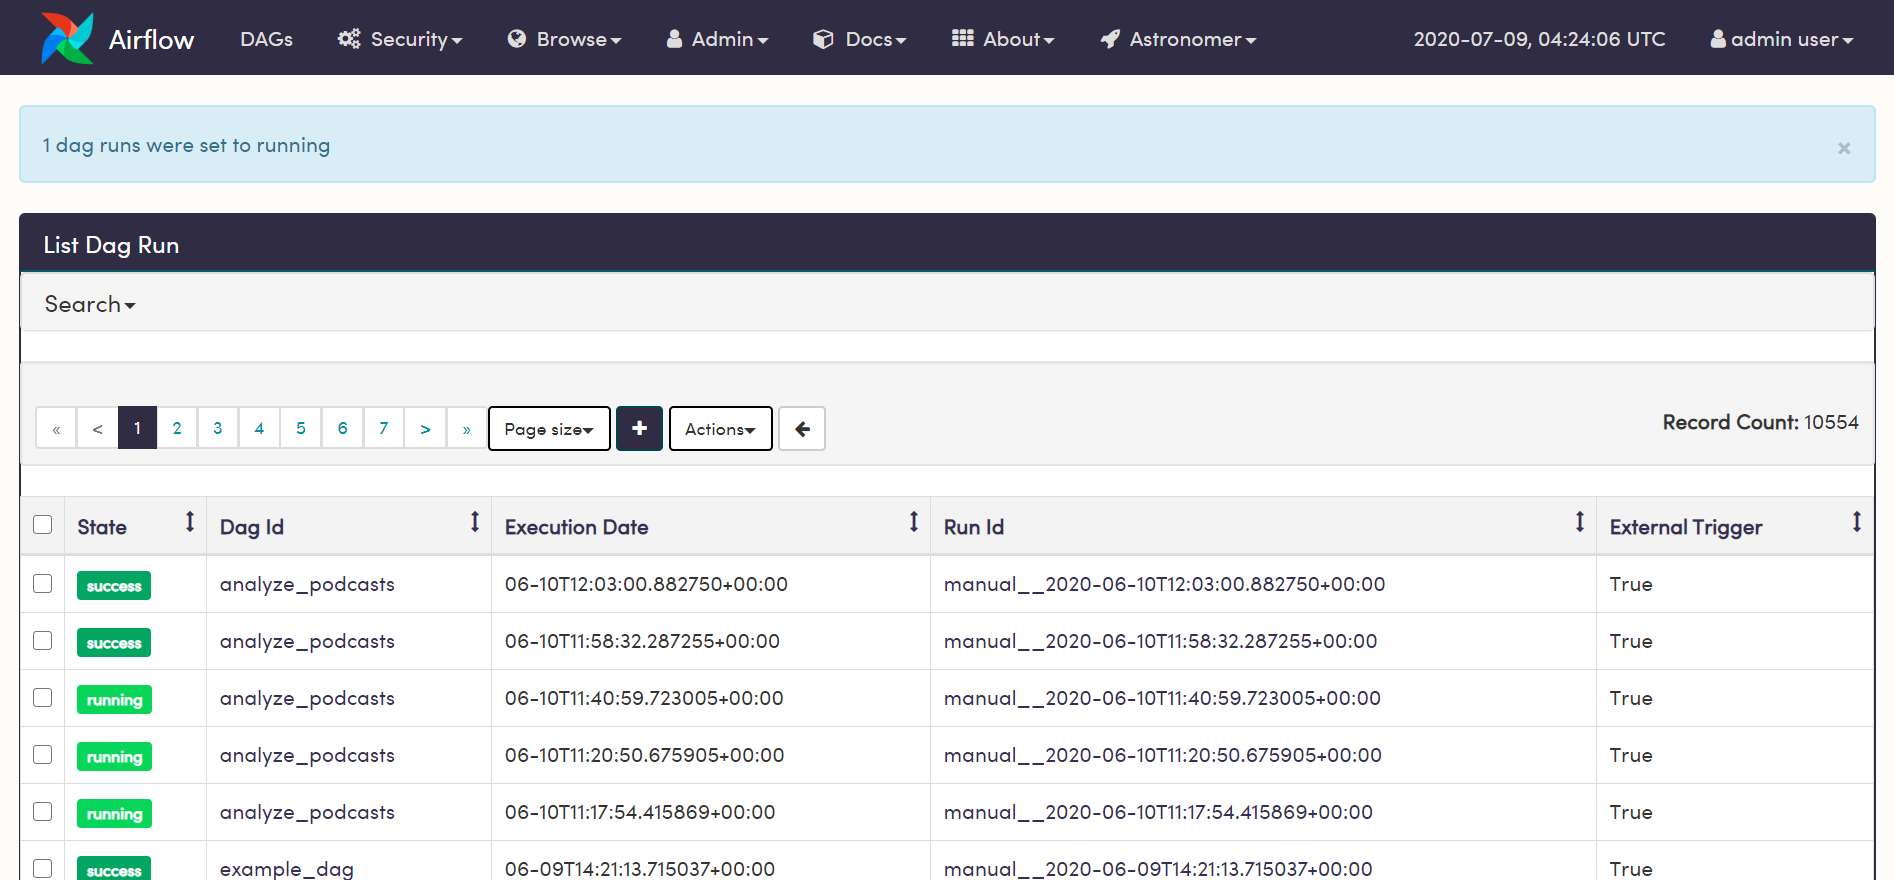 Airflow DAGs Security Browse Admin Docs About Astronomer 2020-07-09, 04:24:06 UTC admin user
1 dag runs were set to running ×
List Dag Run
Search
« < 1 2 3 4 5 6 7 > » Page size + Actions Record Count: 10554
State Dag Id Execution Date Run Id External Trigger
success analyze_podcasts 06-10T12:03:00.882750+00:00 manual__2020-06-10T12:03:00.882750+00:00 True
success analyze_podcasts 06-10T11:58:32.287255+00:00 manual__2020-06-10T11:58:32.287255+00:00 True
running analyze_podcasts 06-10T11:40:59.723005+00:00 manual__2020-06-10T11:40:59.723005+00:00 True
running analyze_podcasts 06-10T11:20:50.675905+00:00 manual__2020-06-10T11:20:50.675905+00:00 True
running analyze_podcasts 06-10T11:17:54.415869+00:00 manual__2020-06-10T11:17:54.415869+00:00 True
success example_dag 06-09T14:21:13.715037+00:00 manual__2020-06-09T14:21:13.715037+00:00 True